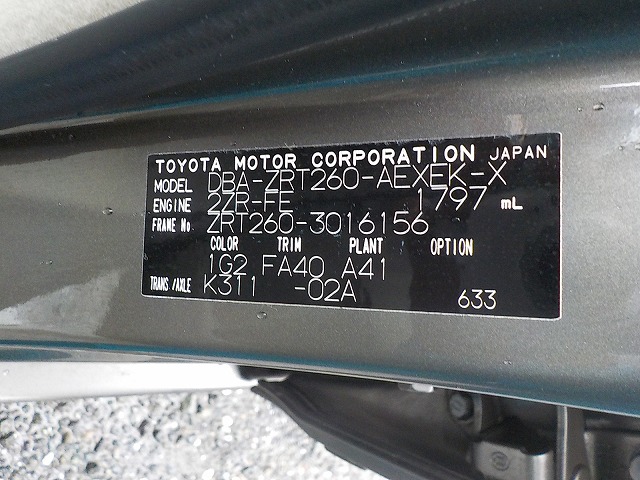 TOYOTA MOTOR CORPORATION JAPAN
MODEL DBA-ZRT260-AEXEK-X
ENGINE 2ZR-FE 1797 mL
FRAME No. ZRT260-3016156
COLOR TRIM PLANT OPTION
1G2 FA40 A41
TRANS./AXLE K311 -02A
633